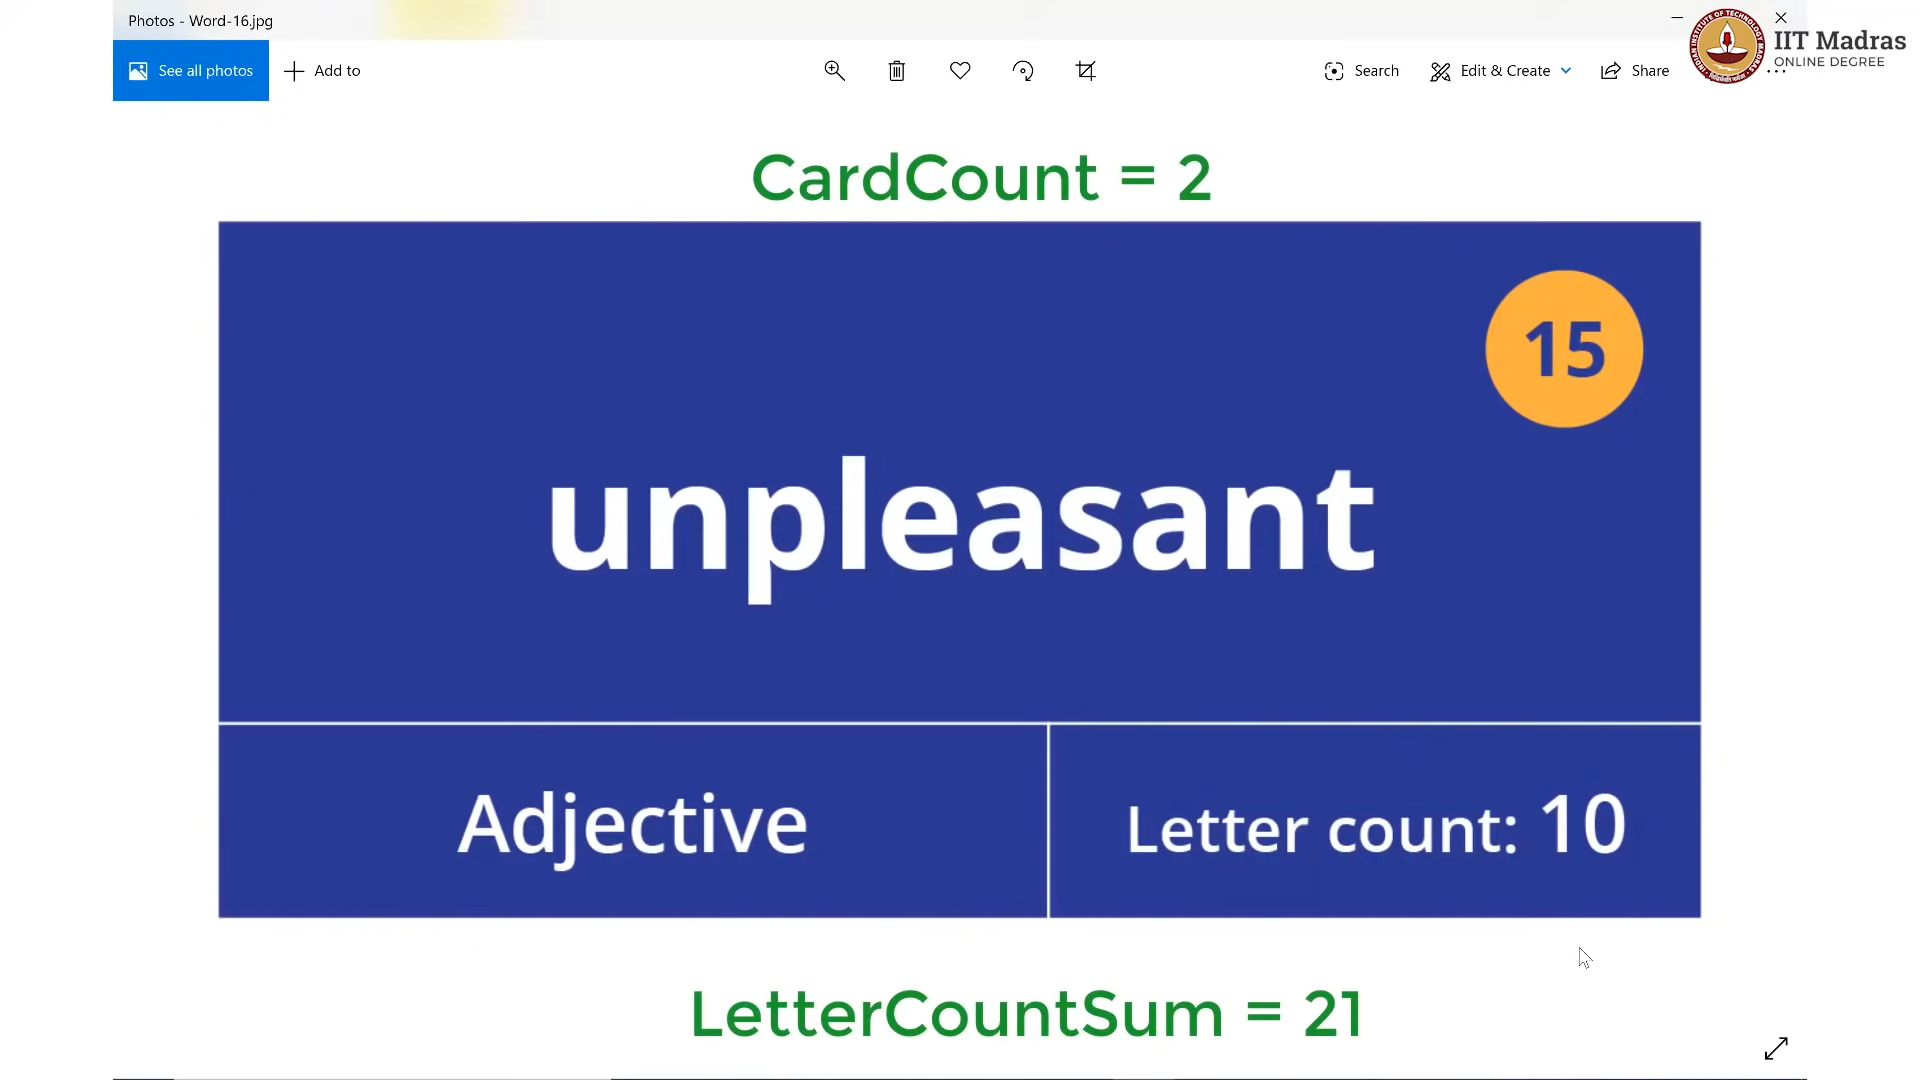 Photos - Word-16.jpg
See all photos
Add to
Search
Edit & Create
Share
IIT Madras
ONLINE DEGREE
CardCount = 2
15
unpleasant
Adjective
Letter count: 10
LetterCountSum = 21